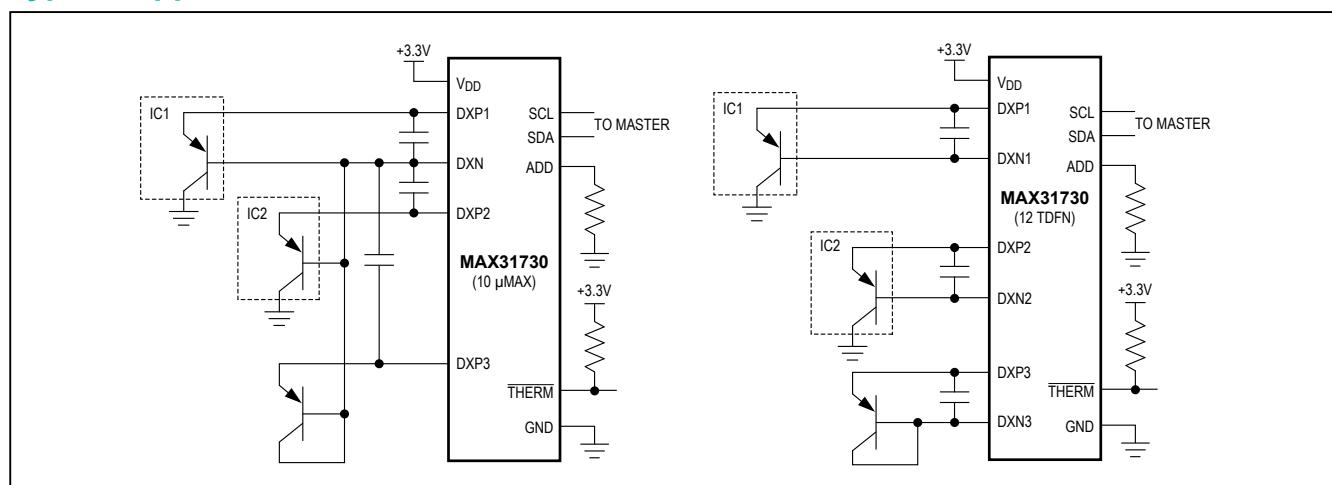 +3.3V
VDD
IC1
DXP1
SCL
TO MASTER
SDA
DXN
ADD
IC2
DXP2
MAX31730
(10 µMAX)
+3.3V
DXP3
THERM
GND
+3.3V
VDD
IC1
DXP1
SCL
TO MASTER
SDA
DXN1
ADD
MAX31730
(12 TDFN)
IC2
DXP2
DXN2
+3.3V
DXP3
THERM
DXN3
GND